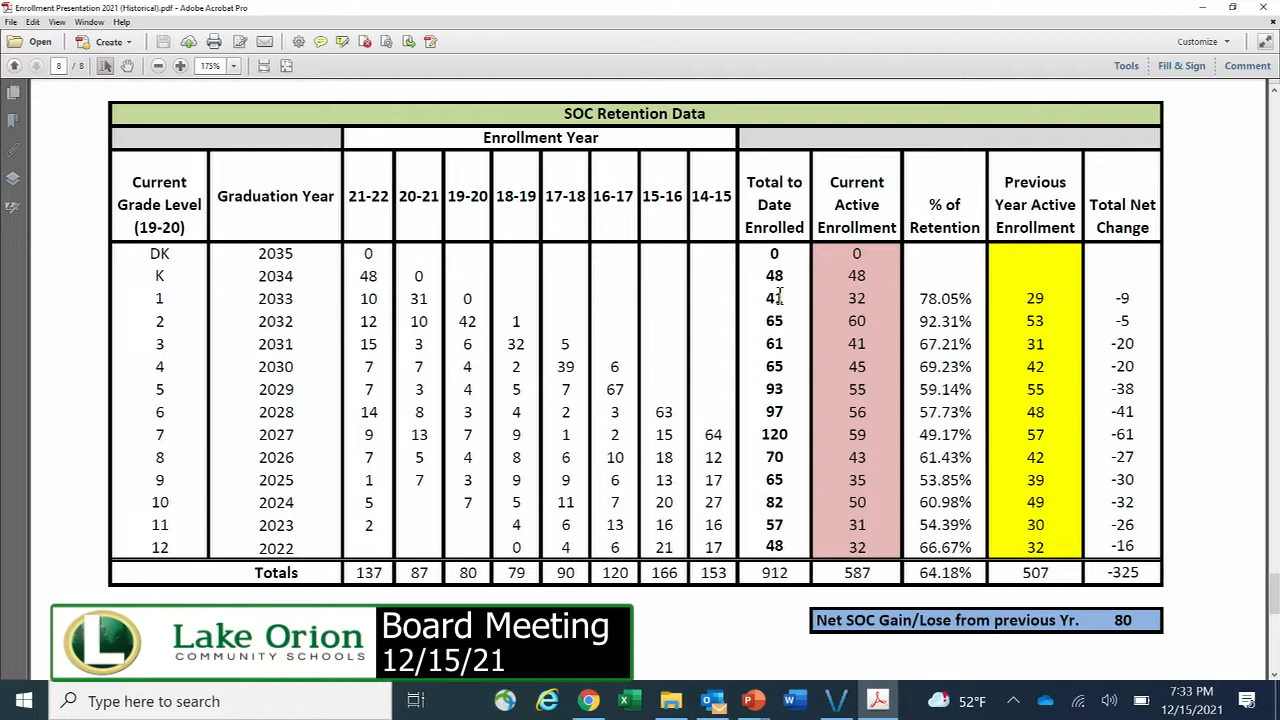 Enrollment Presentation 2021 (Historical).pdf - Adobe Acrobat Pro
File Edit View Window Help
Open Create Customize
8 / 8 175% Tools Fill & Sign Comment
SOC Retention Data
Enrollment Year
Current Grade Level (19-20) Graduation Year 21-22 20-21 19-20 18-19 17-18 16-17 15-16 14-15 Total to Date Enrolled Current Active Enrollment % of Retention Previous Year Active Enrollment Total Net Change
DK 2035 0 0 0
K 2034 48 0 48 48
1 2033 10 31 0 41 32 78.05% 29 -9
2 2032 12 10 42 1 65 60 92.31% 53 -5
3 2031 15 3 6 32 5 61 41 67.21% 31 -20
4 2030 7 7 4 2 39 6 65 45 69.23% 42 -20
5 2029 7 3 4 5 7 67 93 55 59.14% 55 -38
6 2028 14 8 3 4 2 3 63 97 56 57.73% 48 -41
7 2027 9 13 7 9 1 2 15 64 120 59 49.17% 57 -61
8 2026 7 5 4 8 6 10 18 12 70 43 61.43% 42 -27
9 2025 1 7 3 9 9 6 13 17 65 35 53.85% 39 -30
10 2024 5 7 5 11 7 20 27 82 50 60.98% 49 -32
11 2023 2 4 6 13 16 16 57 31 54.39% 30 -26
12 2022 0 4 6 21 17 48 32 66.67% 32 -16
Totals 137 87 80 79 90 120 166 153 912 587 64.18% 507 -325
Net SOC Gain/Lose from previous Yr. 80
Lake Orion
COMMUNITY SCHOOLS
Board Meeting
12/15/21
Type here to search
52°F
7:33 PM
12/15/2021